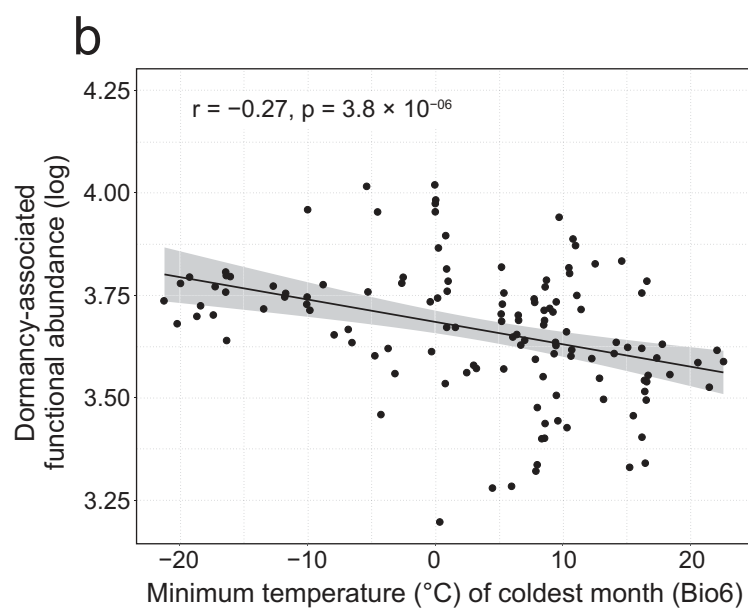 b
r = −0.27, p = 3.8 × 10⁻⁰⁶
Dormancy-associated
functional abundance (log)
4.25
4.00
3.75
3.50
3.25
−20 −10 0 10 20
Minimum temperature (°C) of coldest month (Bio6)